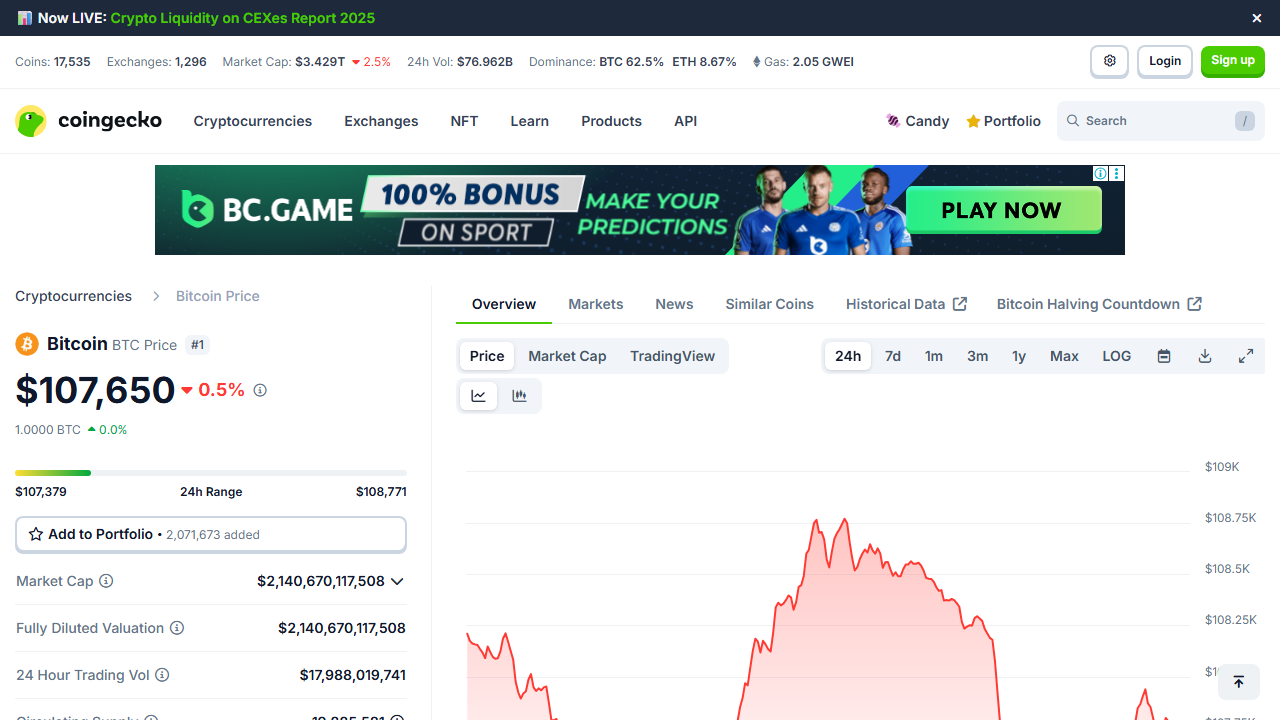 Now LIVE: Crypto Liquidity on CEXes Report 2025
Coins: 17,535 Exchanges: 1,296 Market Cap: $3.429T 2.5% 24h Vol: $76.962B Dominance: BTC 62.5% ETH 8.67% Gas: 2.05 GWEI
Login
Sign up
coingecko
Cryptocurrencies Exchanges NFT Learn Products API
Candy Portfolio Search /
BC.GAME
100% BONUS
ON SPORT
MAKE YOUR
PREDICTIONS
PLAY NOW
Cryptocurrencies Bitcoin Price
Bitcoin BTC Price #1
$107,650 0.5%
1.0000 BTC 0.0%
$107,379 24h Range $108,771
Add to Portfolio • 2,071,673 added
Market Cap $2,140,670,117,508
Fully Diluted Valuation $2,140,670,117,508
24 Hour Trading Vol $17,988,019,741
Circulating Supply
Overview Markets News Similar Coins Historical Data Bitcoin Halving Countdown
Price Market Cap TradingView
24h 7d 1m 3m 1y Max LOG
$109K
$108.75K
$108.5K
$108.25K